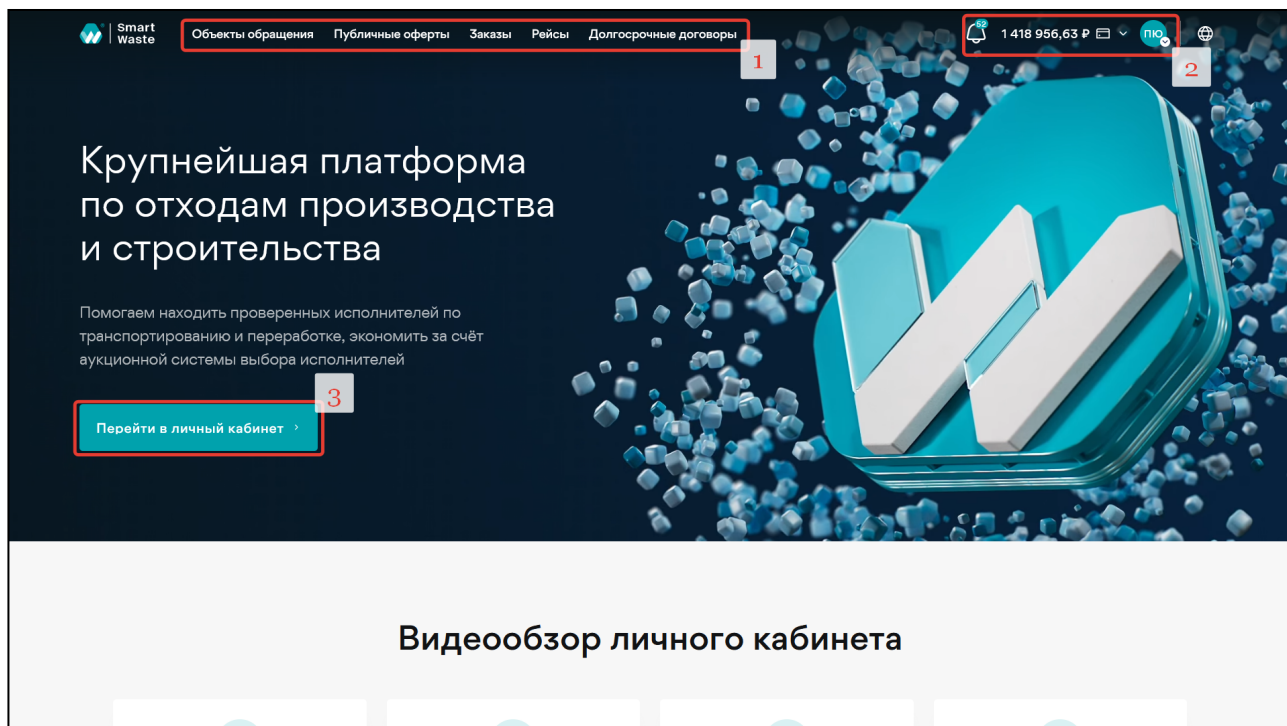 Smart
Waste
Объекты обращения Публичные оферты Заказы Рейсы Долгосрочные договоры
52
1 418 956,63 ₽
ПЮ
1
2
Крупнейшая платформа
по отходам производства
и строительства
Помогаем находить проверенных исполнителей по
транспортированию и переработке, экономить за счёт
аукционной системы выбора исполнителей
3
Перейти в личный кабинет
Видеообзор личного кабинета